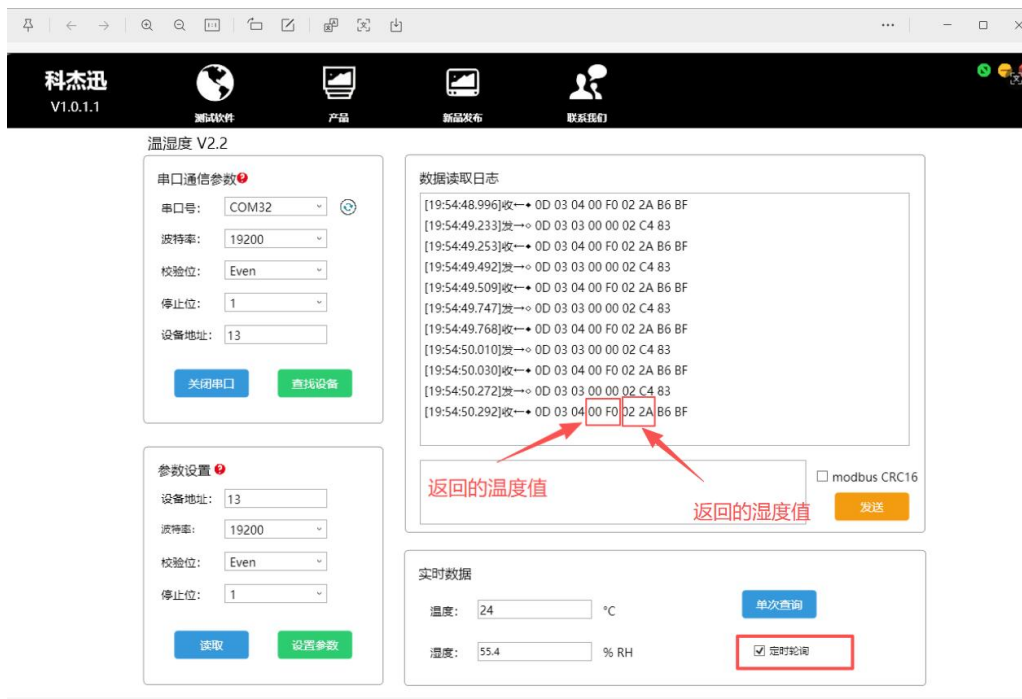 科杰迅
V1.0.1.1
测试软件
产品
新品发布
联系我们
温湿度 V2.2
串口通信参数
串口号: COM32
波特率: 19200
校验位: Even
停止位: 1
设备地址: 13
关闭串口 查找设备
参数设置
设备地址: 13
波特率: 19200
校验位: Even
停止位: 1
读取 设置参数
数据读取日志
[19:54:48.996]收←◆ 0D 03 04 00 F0 02 2A B6 BF
[19:54:49.233]发→◇ 0D 03 03 00 00 02 C4 83
[19:54:49.253]收←◆ 0D 03 04 00 F0 02 2A B6 BF
[19:54:49.492]发→◇ 0D 03 03 00 00 02 C4 83
[19:54:49.509]收←◆ 0D 03 04 00 F0 02 2A B6 BF
[19:54:49.747]发→◇ 0D 03 03 00 00 02 C4 83
[19:54:49.768]收←◆ 0D 03 04 00 F0 02 2A B6 BF
[19:54:50.010]发→◇ 0D 03 03 00 00 02 C4 83
[19:54:50.030]收←◆ 0D 03 04 00 F0 02 2A B6 BF
[19:54:50.272]发→◇ 0D 03 03 00 00 02 C4 83
[19:54:50.292]收←◆ 0D 03 04 00 F0 02 2A B6 BF
返回的温度值
返回的湿度值
modbus CRC16
发送
实时数据
温度: 24 °C
单次查询
湿度: 55.4 % RH
定时轮询